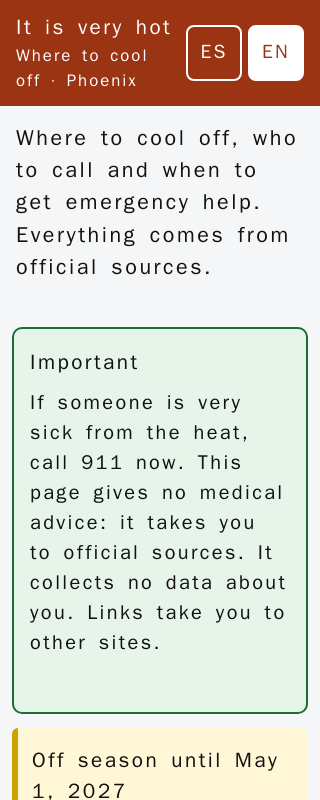 It is very hot
Where to cool
off · Phoenix
ES
EN
Where to cool off, who
to call and when to
get emergency help.
Everything comes from
official sources.
Important
If someone is very
sick from the heat,
call 911 now. This
page gives no medical
advice: it takes you
to official sources. It
collects no data about
you. Links take you to
other sites.
Off season until May
1, 2027